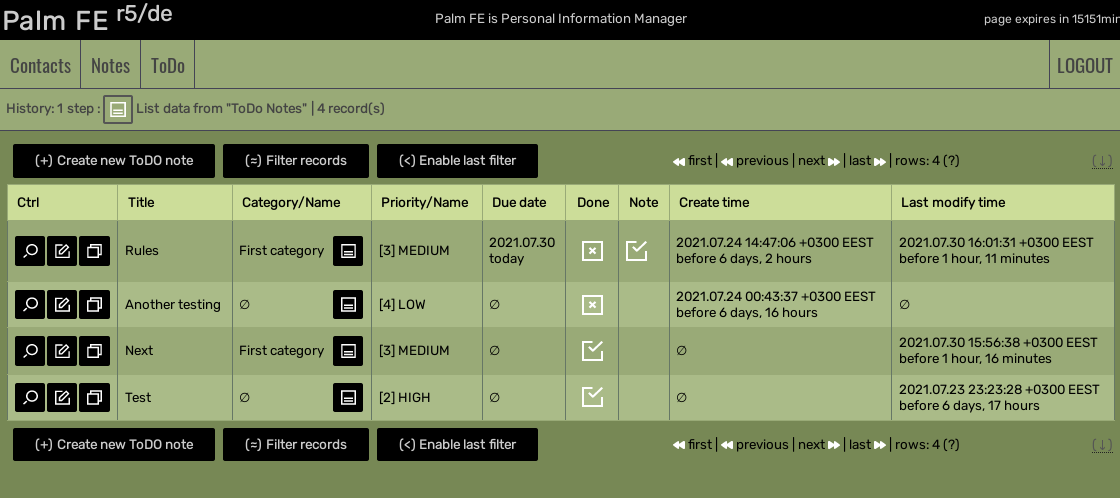 Palm FE r5/de
Palm FE is Personal Information Manager
page expires in 15151min
Contacts Notes ToDo LOGOUT
History: 1 step : List data from "ToDo Notes" | 4 record(s)
(+) Create new ToDO note (≈) Filter records (<) Enable last filter first | previous | next | last | rows: 4 (?) (↓)
Ctrl Title Category/Name Priority/Name Due date Done Note Create time Last modify time
Rules First category [3] MEDIUM 2021.07.30 2021.07.24 14:47:06 +0300 EEST 2021.07.30 16:01:31 +0300 EEST
today before 6 days, 2 hours before 1 hour, 11 minutes
Another testing ∅ [4] LOW ∅ 2021.07.24 00:43:37 +0300 EEST ∅
before 6 days, 16 hours
Next First category [3] MEDIUM ∅ ∅ 2021.07.30 15:56:38 +0300 EEST
before 1 hour, 16 minutes
Test ∅ [2] HIGH ∅ ∅ 2021.07.23 23:23:28 +0300 EEST
before 6 days, 17 hours
(+) Create new ToDO note (≈) Filter records (<) Enable last filter first | previous | next | last | rows: 4 (?) (↓)